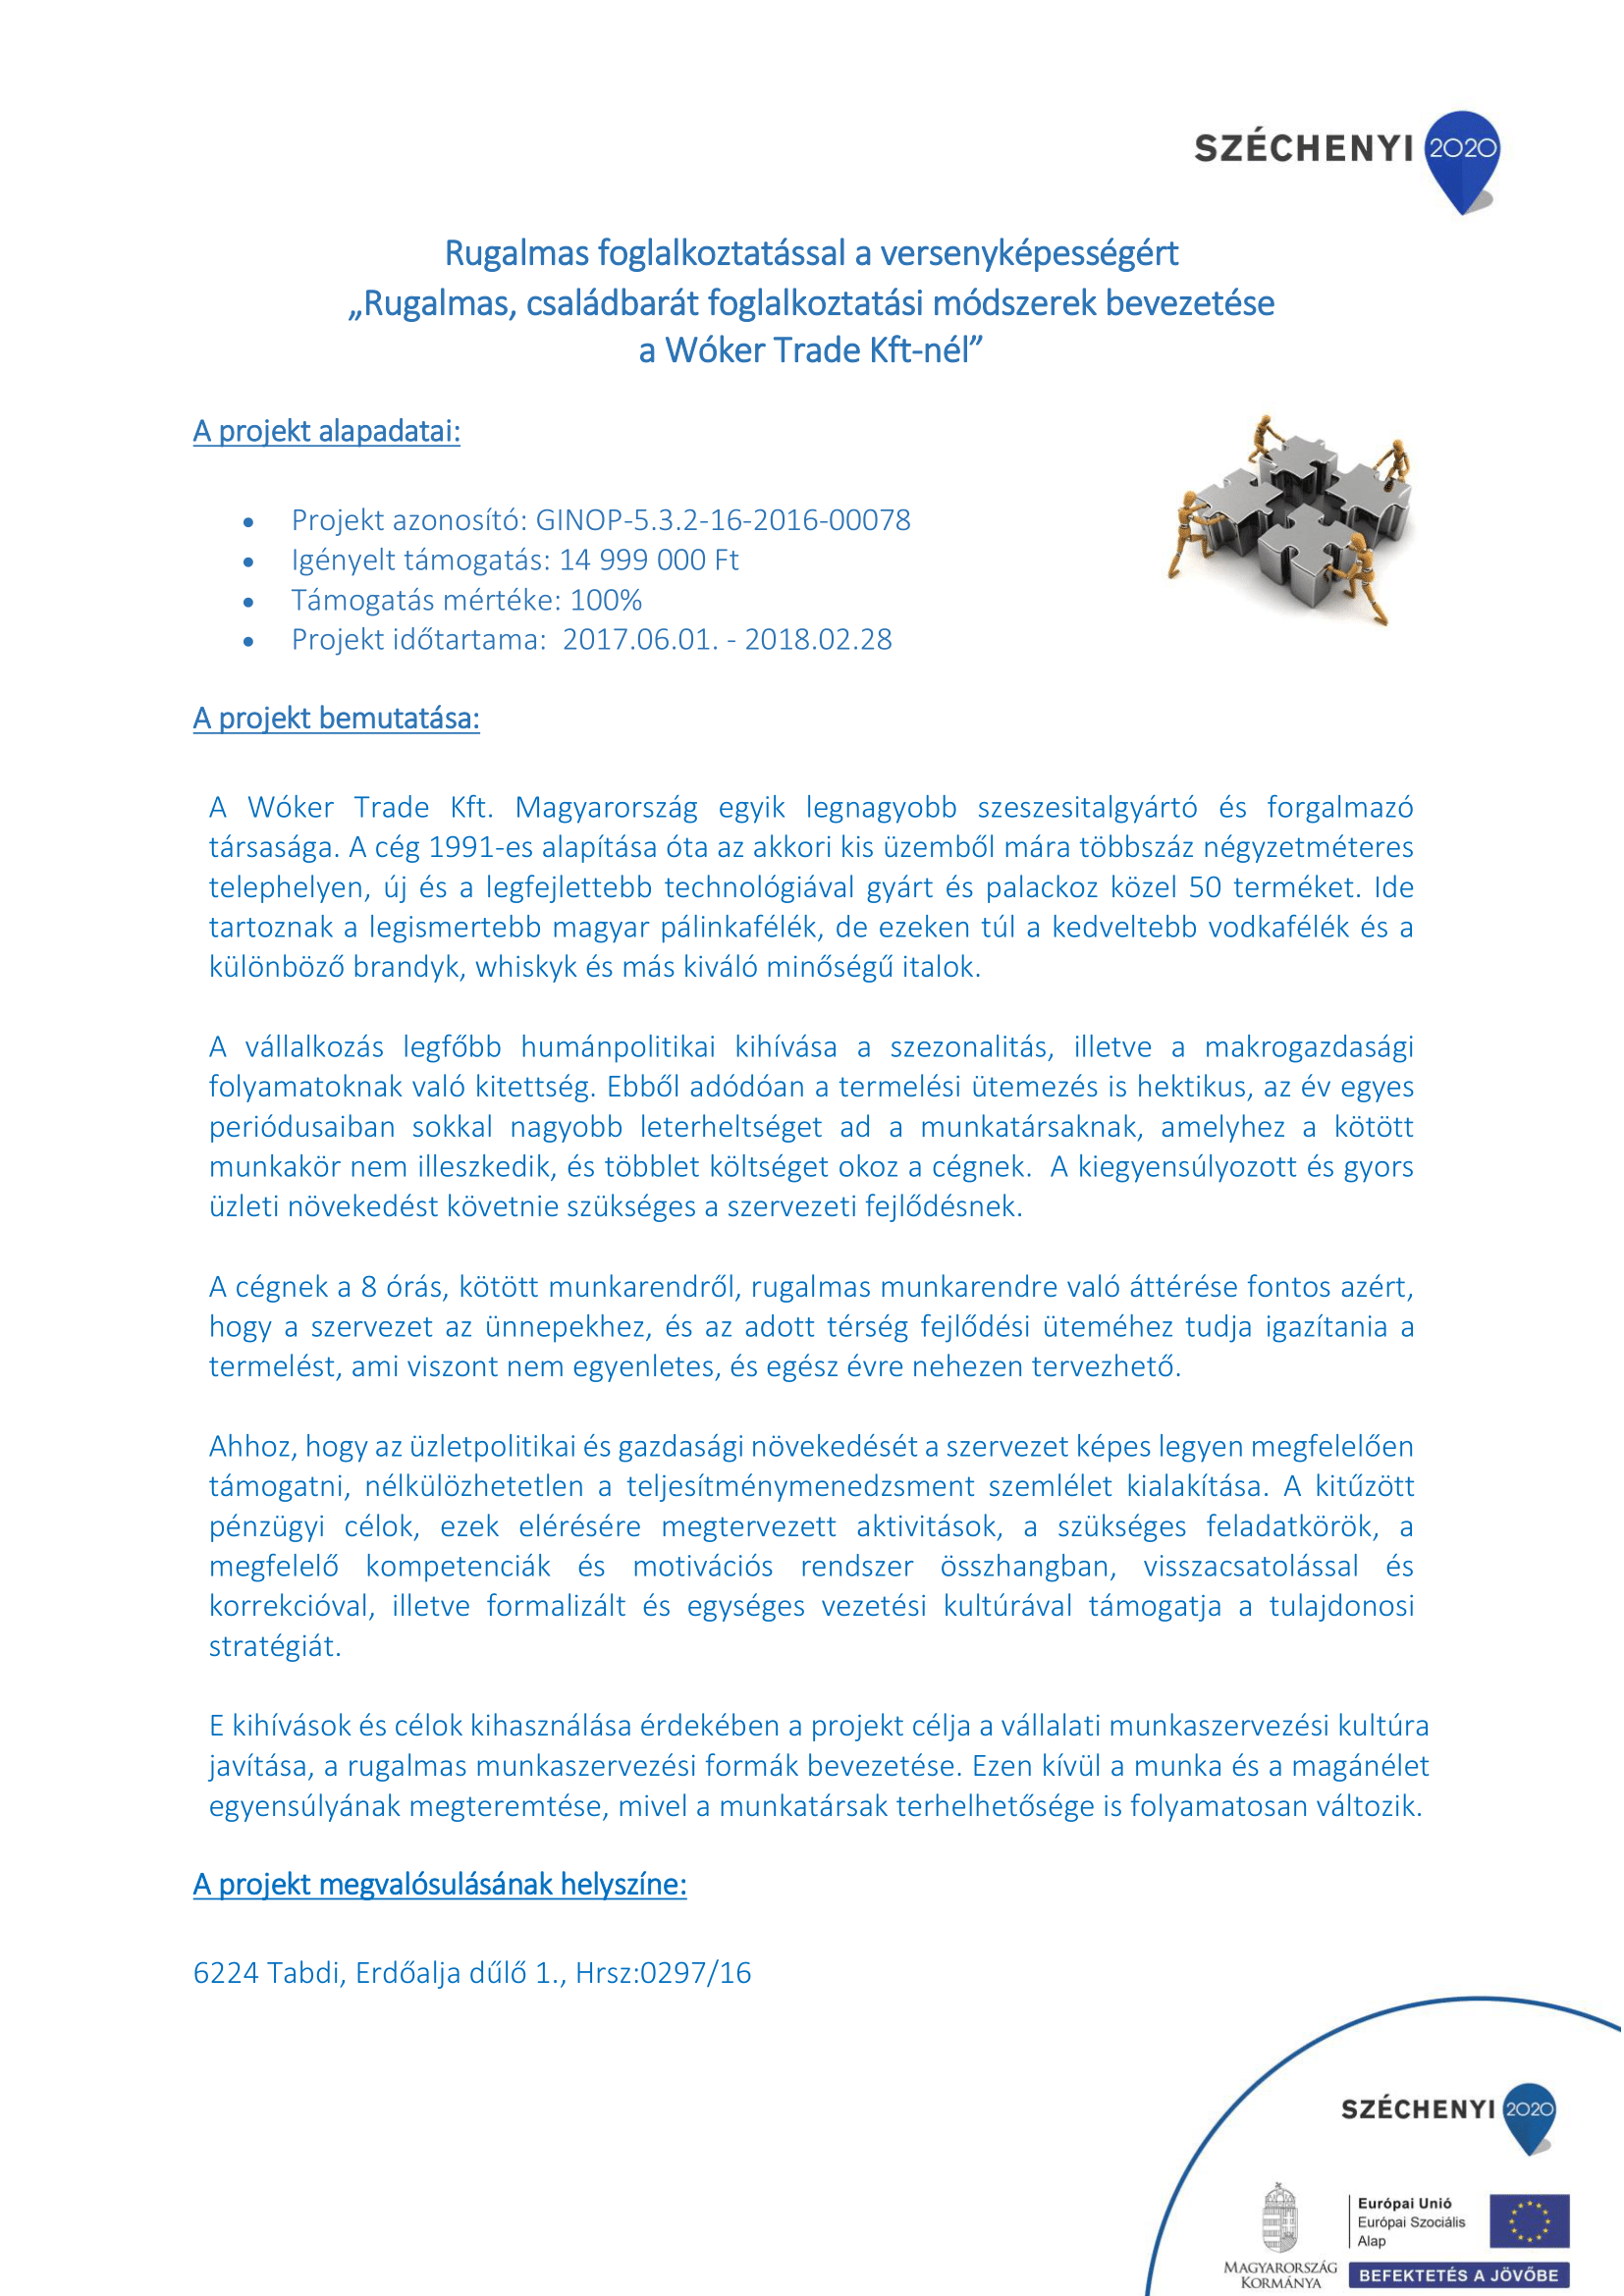 SZÉCHENYI 2020
Rugalmas foglalkoztatással a versenyképességért
„Rugalmas, családbarát foglalkoztatási módszerek bevezetése
a Wóker Trade Kft-nél”
A projekt alapadatai:
• Projekt azonosító: GINOP-5.3.2-16-2016-00078
• Igényelt támogatás: 14 999 000 Ft
• Támogatás mértéke: 100%
• Projekt időtartama: 2017.06.01. - 2018.02.28
A projekt bemutatása:
A Wóker Trade Kft. Magyarország egyik legnagyobb szeszesitalgyártó és forgalmazó
társasága. A cég 1991-es alapítása óta az akkori kis üzemből mára többszáz négyzetméteres
telephelyen, új és a legfejlettebb technológiával gyárt és palackoz közel 50 terméket. Ide
tartoznak a legismertebb magyar pálinkafélék, de ezeken túl a kedveltebb vodkafélék és a
különböző brandyk, whiskyk és más kiváló minőségű italok.
A vállalkozás legfőbb humánpolitikai kihívása a szezonalitás, illetve a makrogazdasági
folyamatoknak való kitettség. Ebből adódóan a termelési ütemezés is hektikus, az év egyes
periódusaiban sokkal nagyobb leterheltséget ad a munkatársaknak, amelyhez a kötött
munkakör nem illeszkedik, és többlet költséget okoz a cégnek. A kiegyensúlyozott és gyors
üzleti növekedést követnie szükséges a szervezeti fejlődésnek.
A cégnek a 8 órás, kötött munkarendről, rugalmas munkarendre való áttérése fontos azért,
hogy a szervezet az ünnepekhez, és az adott térség fejlődési üteméhez tudja igazítania a
termelést, ami viszont nem egyenletes, és egész évre nehezen tervezhető.
Ahhoz, hogy az üzletpolitikai és gazdasági növekedését a szervezet képes legyen megfelelően
támogatni, nélkülözhetetlen a teljesítménymenedzsment szemlélet kialakítása. A kitűzött
pénzügyi célok, ezek elérésére megtervezett aktivitások, a szükséges feladatkörök, a
megfelelő kompetenciák és motivációs rendszer összhangban, visszacsatolással és
korrekcióval, illetve formalizált és egységes vezetési kultúrával támogatja a tulajdonosi
stratégiát.
E kihívások és célok kihasználása érdekében a projekt célja a vállalati munkaszervezési kultúra
javítása, a rugalmas munkaszervezési formák bevezetése. Ezen kívül a munka és a magánélet
egyensúlyának megteremtése, mivel a munkatársak terhelhetősége is folyamatosan változik.
A projekt megvalósulásának helyszíne:
6224 Tabdi, Erdőalja dűlő 1., Hrsz:0297/16
SZÉCHENYI 2020
Európai Unió
Európai Szociális
Alap
MAGYARORSZÁG
KORMÁNYA
BEFEKTETÉS A JÖVŐBE